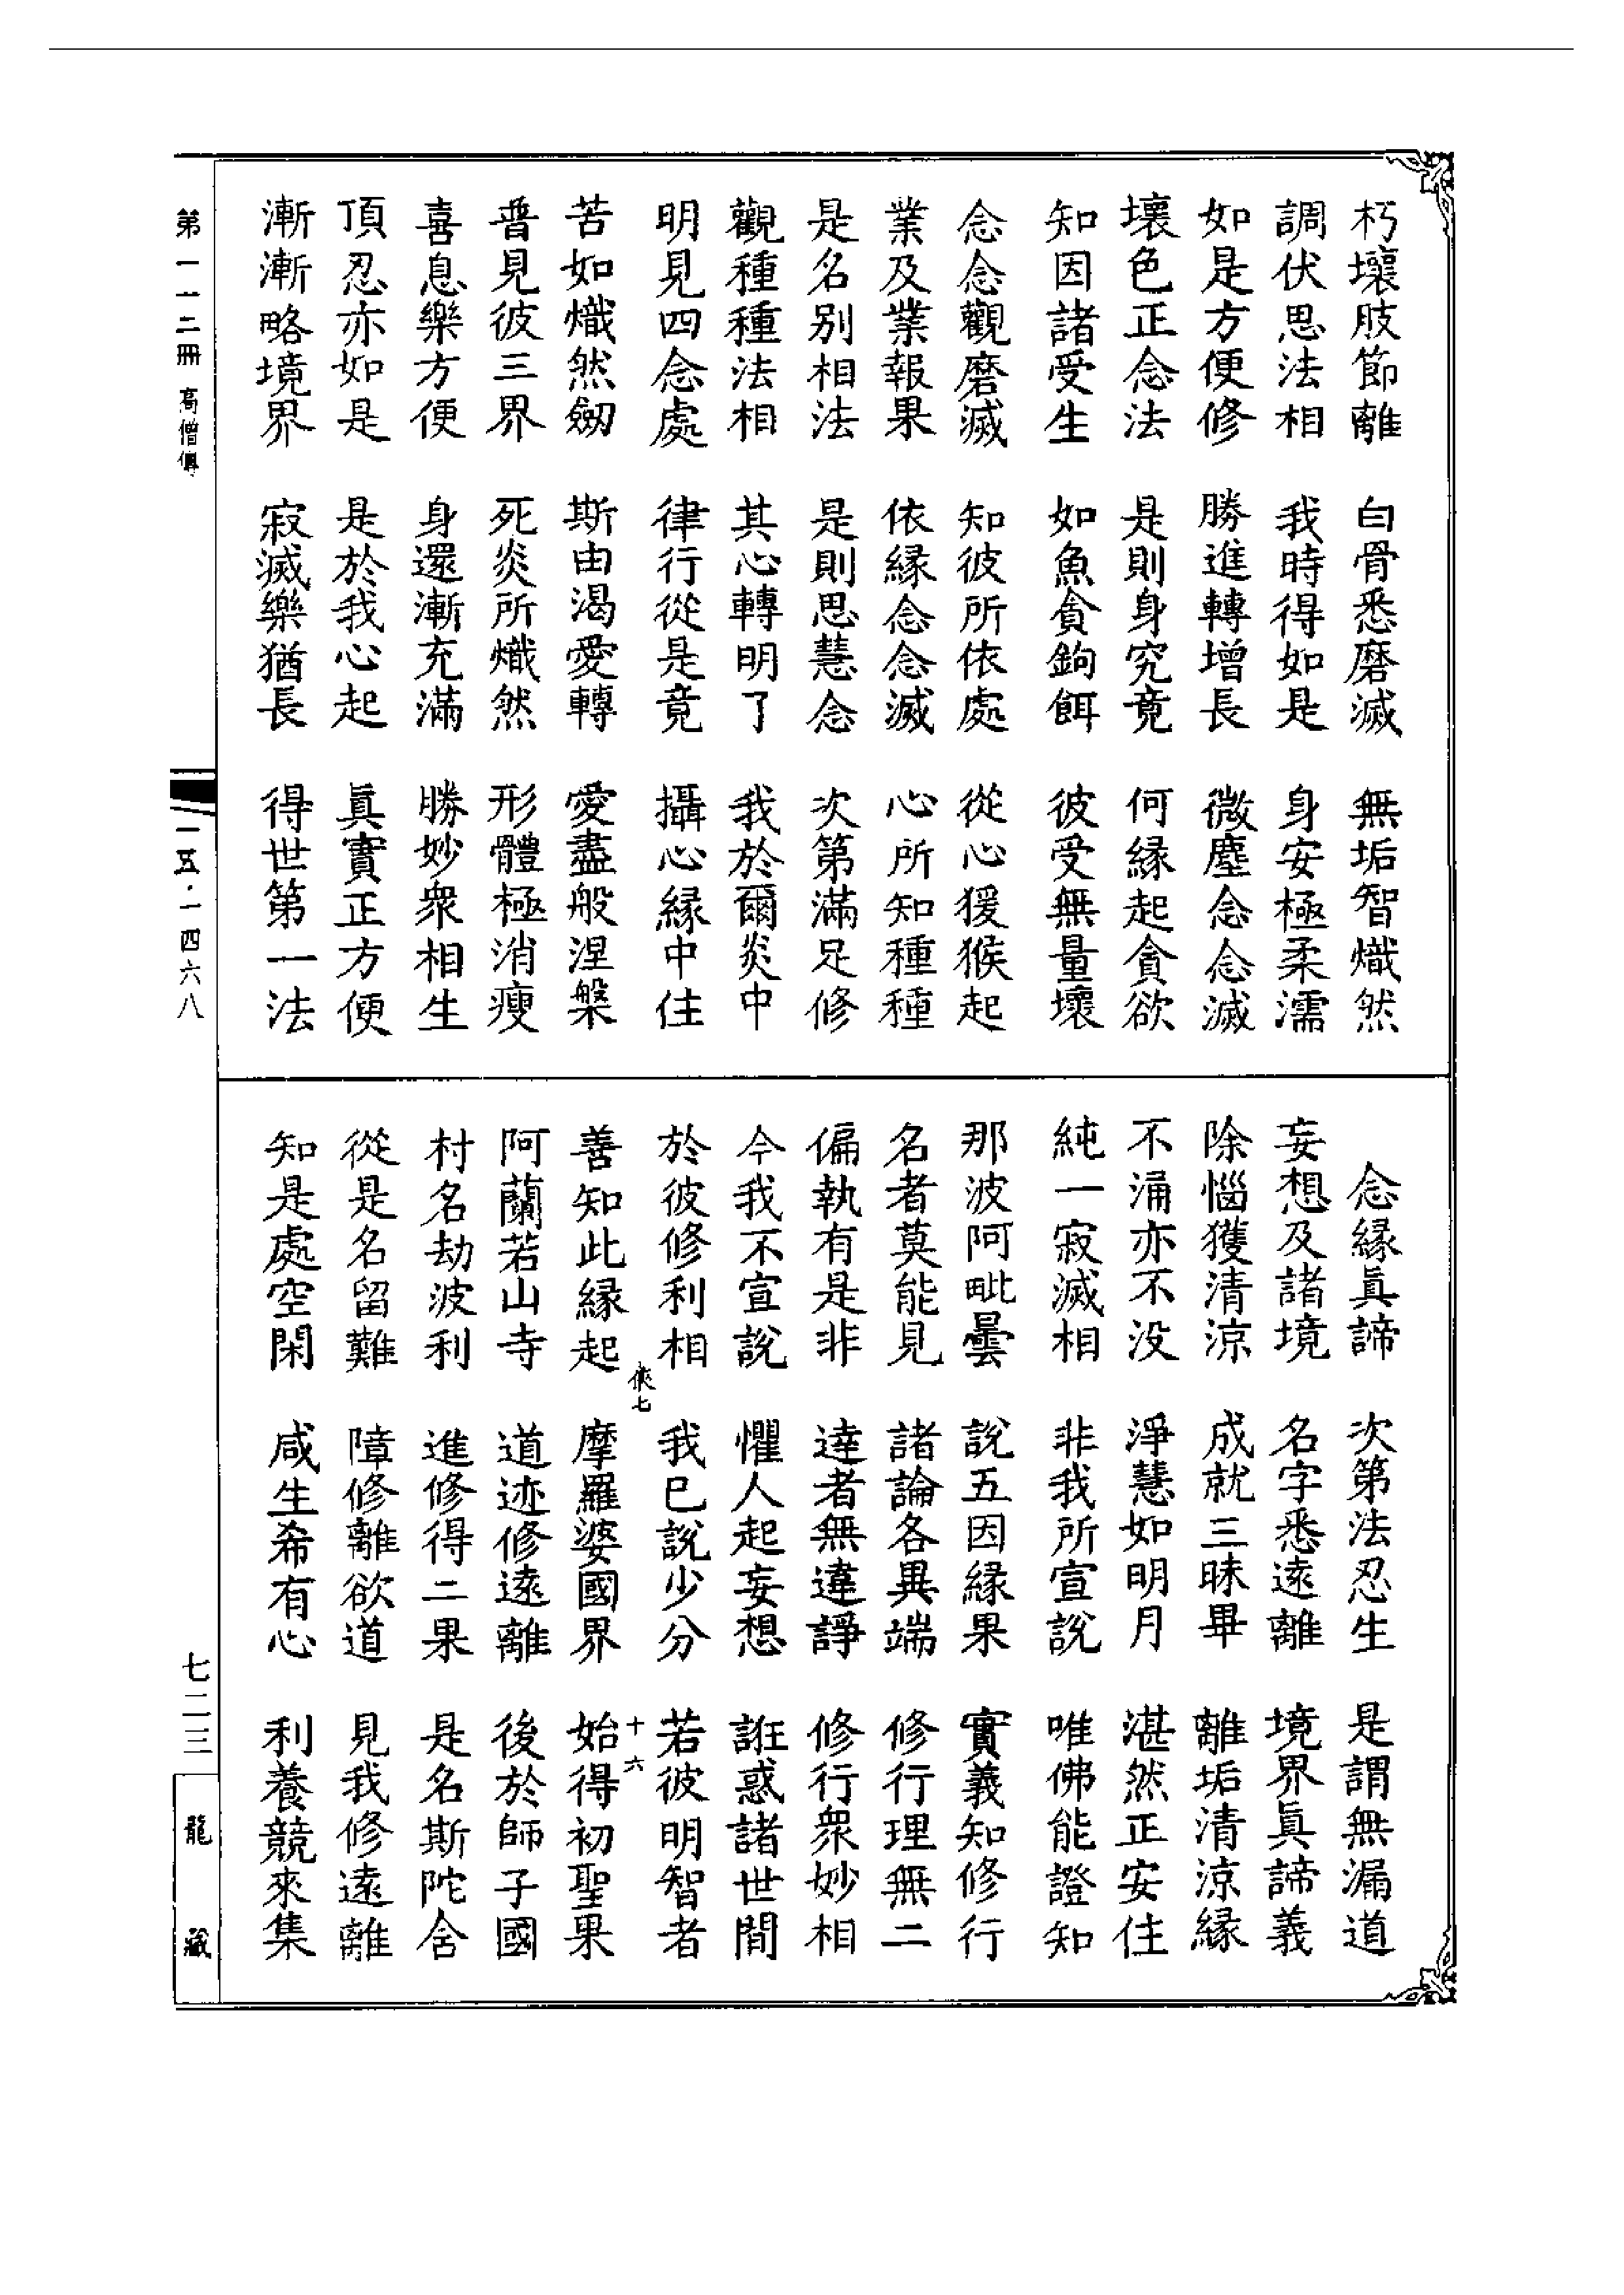 朽壞肢節離　白骨悉磨滅　無垢智熾然
調伏思法相　我時得如是　身安極柔濡
如是方便修　勝進轉增長　微塵念念滅
壞色正念法　是則身究竟　何緣起貪欲
知因諸受生　如魚貪鉤餌　彼受無量壞
念念觀磨滅　知彼所依處　從心猨猴起
業及業報果　依緣念念滅　心所知種種
是名別相法　是則思慧念　次第滿足修
觀種種法相　其心轉明了　我於爾炎中
明見四念處　律行從是竟　攝心緣中住
苦如熾然劒　斯由渴愛轉　愛盡般涅槃
普見彼三界　死炎所熾然　形體極消瘦
喜息樂方便　身還漸充滿　勝妙衆相生
頂忍亦如是　是於我心起　眞實正方便
漸漸略境界　寂滅樂猶長　得世第一法
念緣眞諦　次第法忍生　是謂無漏道
妄想及諸境　名字悉遠離　境界眞諦義
除惱獲清涼　成就三昧畢　離垢清涼緣
不涌亦不没　淨慧如明月　湛然正安住
純一寂滅相　非我所宣說　唯佛能證知
那波阿毗曇　說五因緣果　實義知修行
名者莫能見　諸論各異端　修行理無二
偏執有是非　達者無違諍　修行衆妙相
今我不宣說　懼人起妄想　誑惑諸世間
於彼修利相　我已說少分　若彼明智者
俠七　十六
善知此緣起　摩羅婆國界　始得初聖果
阿蘭若山寺　道迹修遠離　後於師子國
村名劫波利　進修得二果　是名斯陀含
從是名留難　障修離欲道　見我修遠離
知是處空閑　咸生希有心　利養競來集
第一一二冊　高僧傳
一五·一四六八
七二三
龍藏